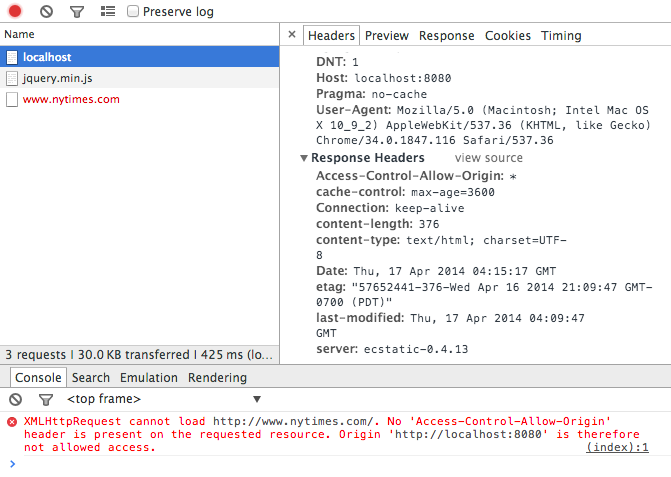 Preserve log
Name
localhost
jquery.min.js
www.nytimes.com
3 requests | 30.0 KB transferred | 425 ms (lo...
× Headers Preview Response Cookies Timing
DNT: 1
Host: localhost:8080
Pragma: no-cache
User-Agent: Mozilla/5.0 (Macintosh; Intel Mac OS
X 10_9_2) AppleWebKit/537.36 (KHTML, like Gecko)
Chrome/34.0.1847.116 Safari/537.36
▼Response Headers view source
Access-Control-Allow-Origin: *
cache-control: max-age=3600
Connection: keep-alive
content-length: 376
content-type: text/html; charset=UTF-
8
Date: Thu, 17 Apr 2014 04:15:17 GMT
etag: "57652441-376-Wed Apr 16 2014 21:09:47 GMT-
0700 (PDT)"
last-modified: Thu, 17 Apr 2014 04:09:47
GMT
server: ecstatic-0.4.13
Console Search Emulation Rendering
<top frame> ▼
XMLHttpRequest cannot load http://www.nytimes.com/. No 'Access-Control-Allow-Origin'
header is present on the requested resource. Origin 'http://localhost:8080' is therefore
not allowed access. (index):1
>